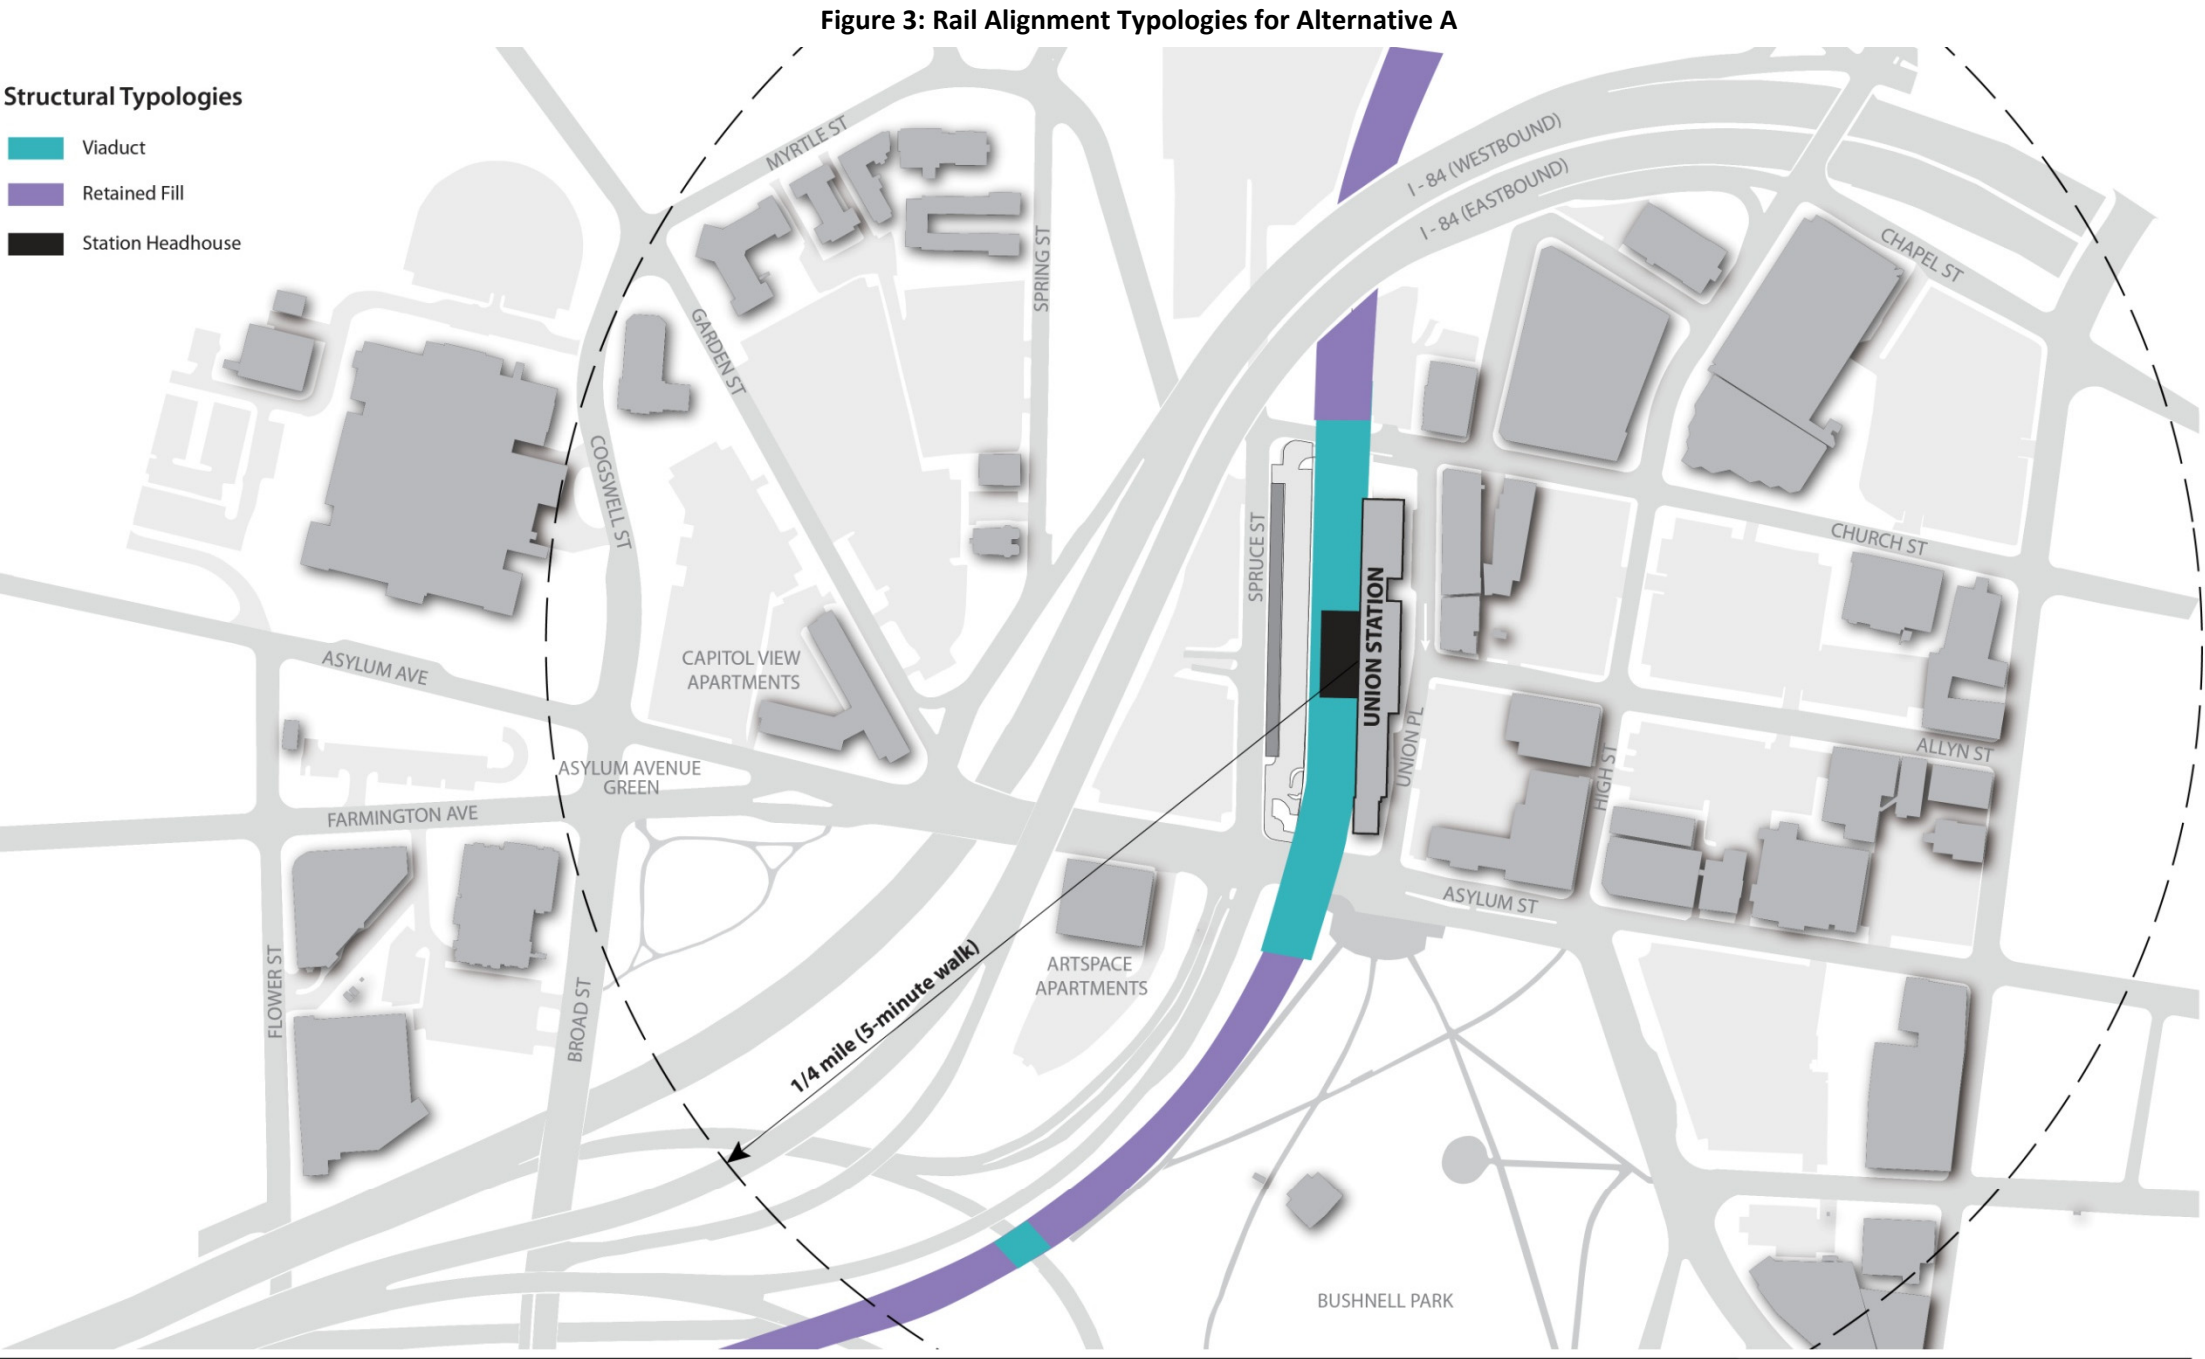 Figure 3: Rail Alignment Typologies for Alternative A
Structural Typologies
Viaduct
Retained Fill
Station Headhouse
MYRTLE ST
I - 84 (WESTBOUND)
I - 84 (EASTBOUND)
CHAPEL ST
SPRING ST
GARDEN ST
COGSWELL ST
SPRUCE ST
CHURCH ST
UNION STATION
CAPITOL VIEW
APARTMENTS
ASYLUM AVE
UNION PL
HIGH ST
ALLYN ST
ASYLUM AVENUE
GREEN
FARMINGTON AVE
ASYLUM ST
FLOWER ST
BROAD ST
ARTSPACE
APARTMENTS
1/4 mile (5-minute walk)
BUSHNELL PARK